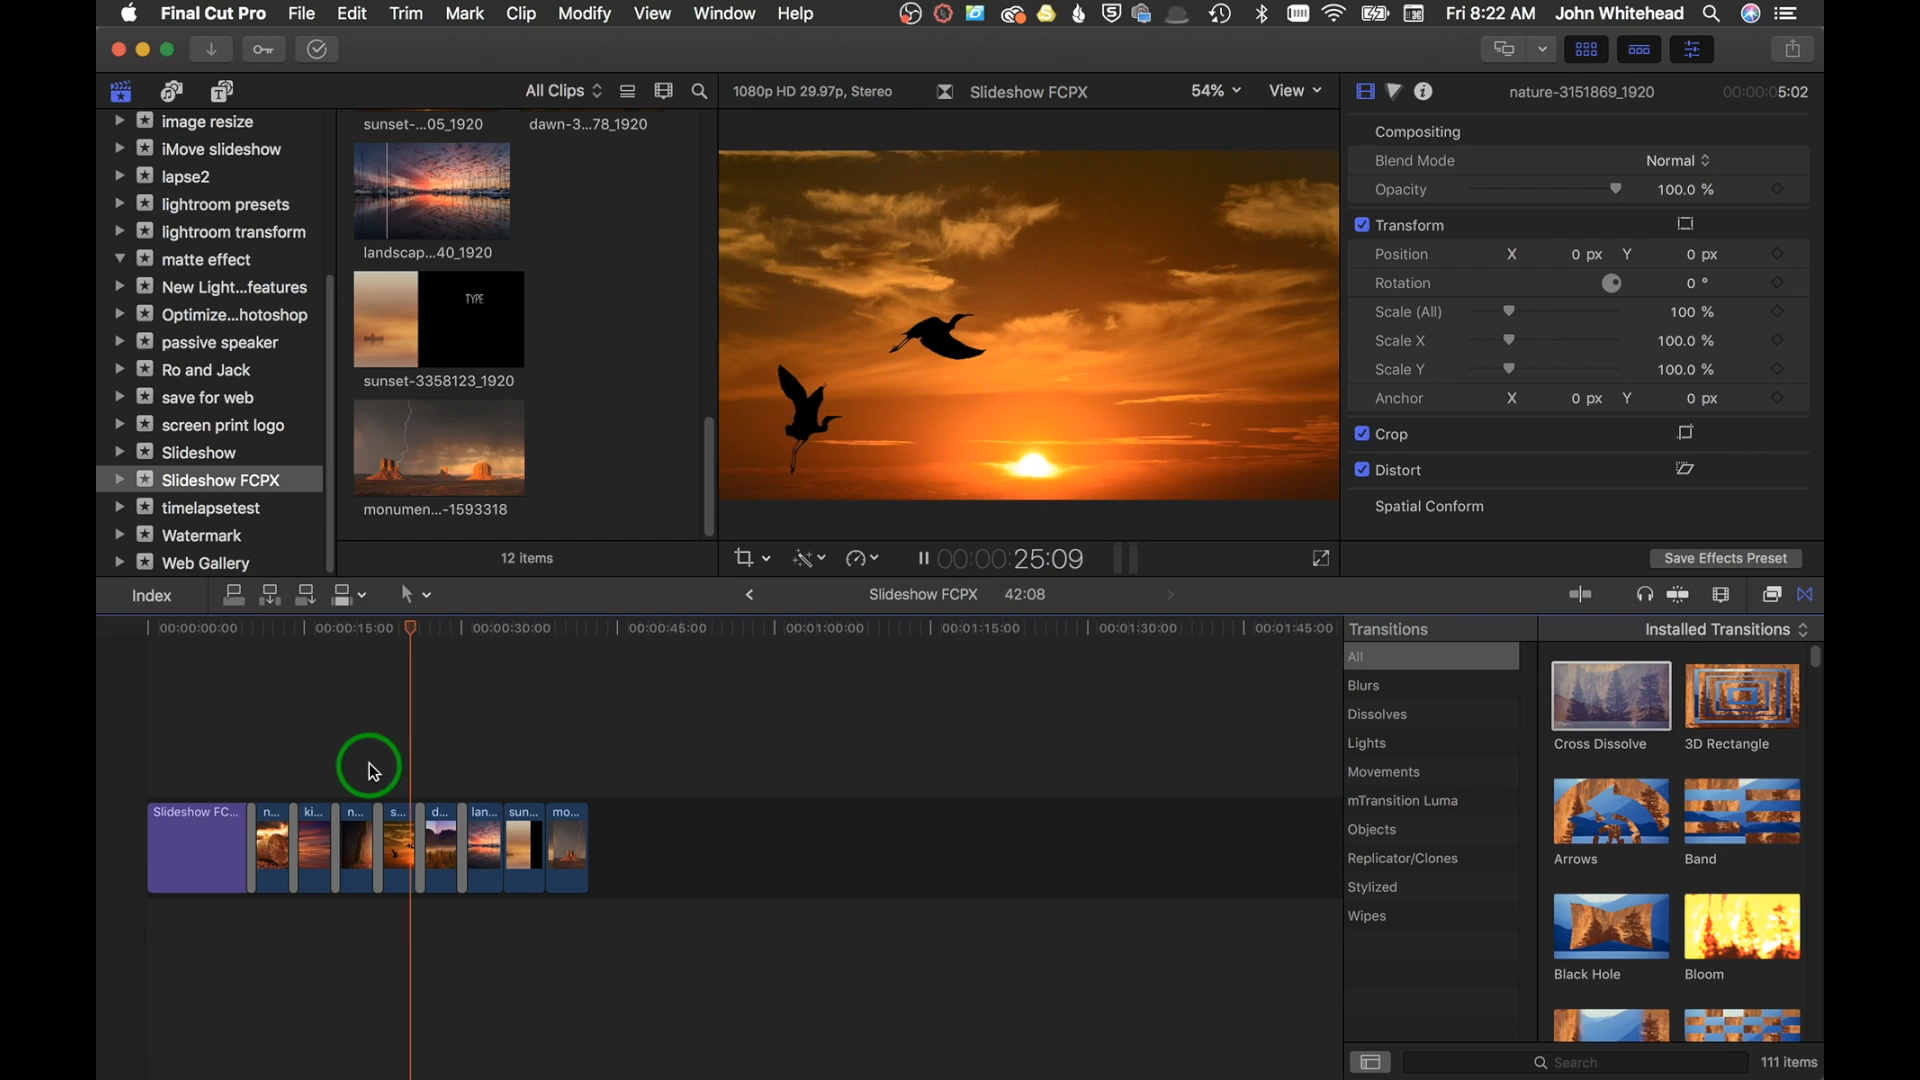 Final Cut Pro File Edit Trim Mark Clip Modify View Window Help Fri 8:22 AM John Whitehead
All Clips
1080p HD 29.97p, Stereo Slideshow FCPX 54% View
nature-3151869_1920 00:00:05:02
image resize
iMove slideshow
lapse2
lightroom presets
lightroom transform
matte effect
New Light...features
Optimize...hotoshop
passive speaker
Ro and Jack
save for web
screen print logo
Slideshow
Slideshow FCPX
timelapsetest
Watermark
Web Gallery
sunset-...05_1920 dawn-3...78_1920
landscap...40_1920
TYPE
sunset-3358123_1920
monumen...-1593318
12 items
00:00:00:25:09
Compositing
Blend Mode Normal
Opacity 100.0 %
Transform
Position X 0 px Y 0 px
Rotation 0 °
Scale (All) 100 %
Scale X 100.0 %
Scale Y 100.0 %
Anchor X 0 px Y 0 px
Crop
Distort
Spatial Conform
Save Effects Preset
Index Slideshow FCPX 42:08
00:00:00:00 00:00:15:00 00:00:30:00 00:00:45:00 00:01:00:00 00:01:15:00 00:01:30:00 00:01:45:00
Slideshow FC... n... ki... n... s... d... lan... sun... mo...
Transitions Installed Transitions
All
Blurs
Dissolves
Lights
Movements
mTransition Luma
Objects
Replicator/Clones
Stylized
Wipes
Cross Dissolve 3D Rectangle
Arrows Band
Black Hole Bloom
Search 111 items